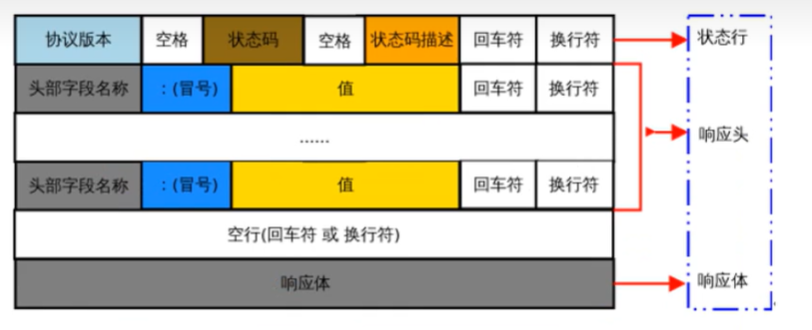 协议版本 空格 状态码 空格 状态码描述 回车符 换行符 状态行
头部字段名称 :(冒号) 值 回车符 换行符
...... 响应头
头部字段名称 :(冒号) 值 回车符 换行符
空行(回车符 或 换行符)
响应体 响应体